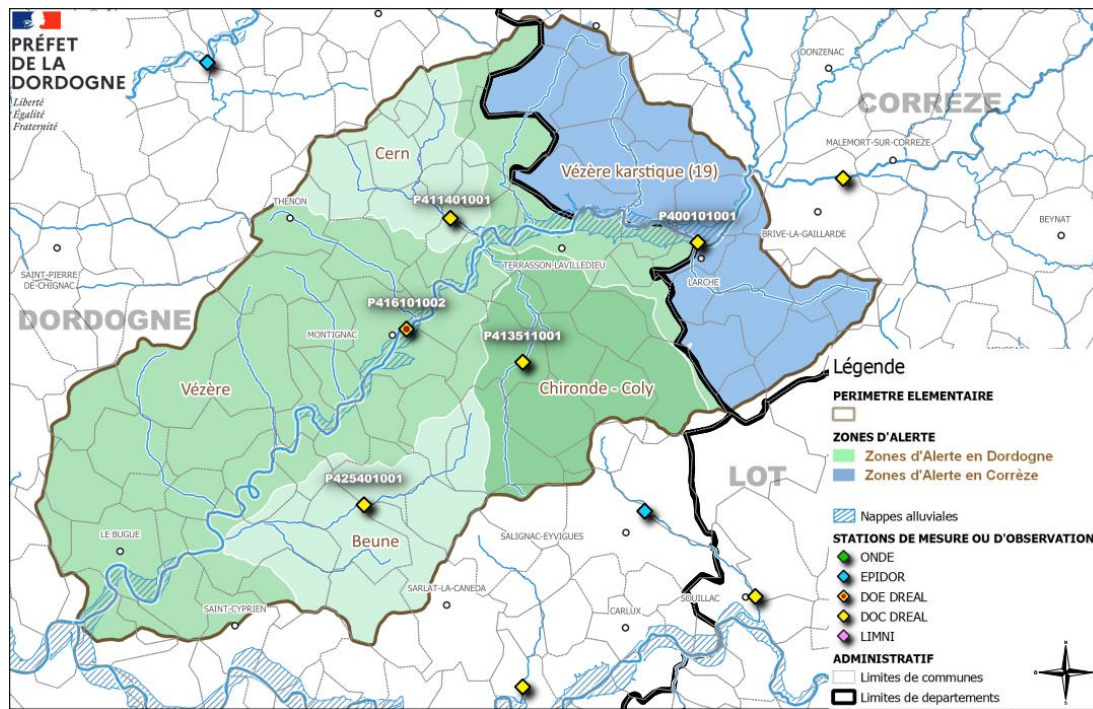 PRÉFET
DE LA
DORDOGNE
Liberté
Égalité
Fraternité
DONZENAC
CORREZE
MALEMORT-SUR-CORREZE
Cern
Vézère karstique (19)
P411401001
THENON
P400101001
BRIVE-LA-GAILLARDE
BEYNAT
SAINT-PIERRE
DE-CHIGNAC
TERRASSON-LAVILLEDIEU
LARCHE
DORDOGNE
P416101002
MONTIGNAC
P413511001
Vézère
Chironde - Coly
P425401001
LOT
LE BUGUE
Beune
SALIGNAC-EYVIGUES
SARLAT-LA-CANEDA
SAINT-CYPRIEN
CARLUX
SOUILLAC
Légende
PERIMETRE ELEMENTAIRE
ZONES D'ALERTE
Zones d'Alerte en Dordogne
Zones d'Alerte en Corrèze
Nappes alluviales
STATIONS DE MESURE OU D'OBSERVATION
ONDE
EPIDOR
DOE DREAL
DOC DREAL
LIMNI
ADMINISTRATIF
Limites de communes
Limites de departements
N